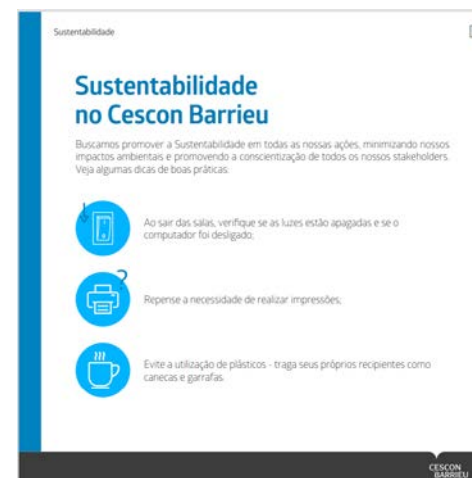 Sustentabilidade
Sustentabilidade
no Cescon Barrieu
Buscamos promover a Sustentabilidade em todas as nossas ações, minimizando nossos
impactos ambientais e promovendo a conscientização de todos os nossos stakeholders.
Veja algumas dicas de boas práticas:
Ao sair das salas, verifique se as luzes estão apagadas e se o
computador foi desligado;
?
Repense a necessidade de realizar impressões;
Evite a utilização de plásticos - traga seus próprios recipientes como
canecas e garrafas.
CESCON
BARRIEU